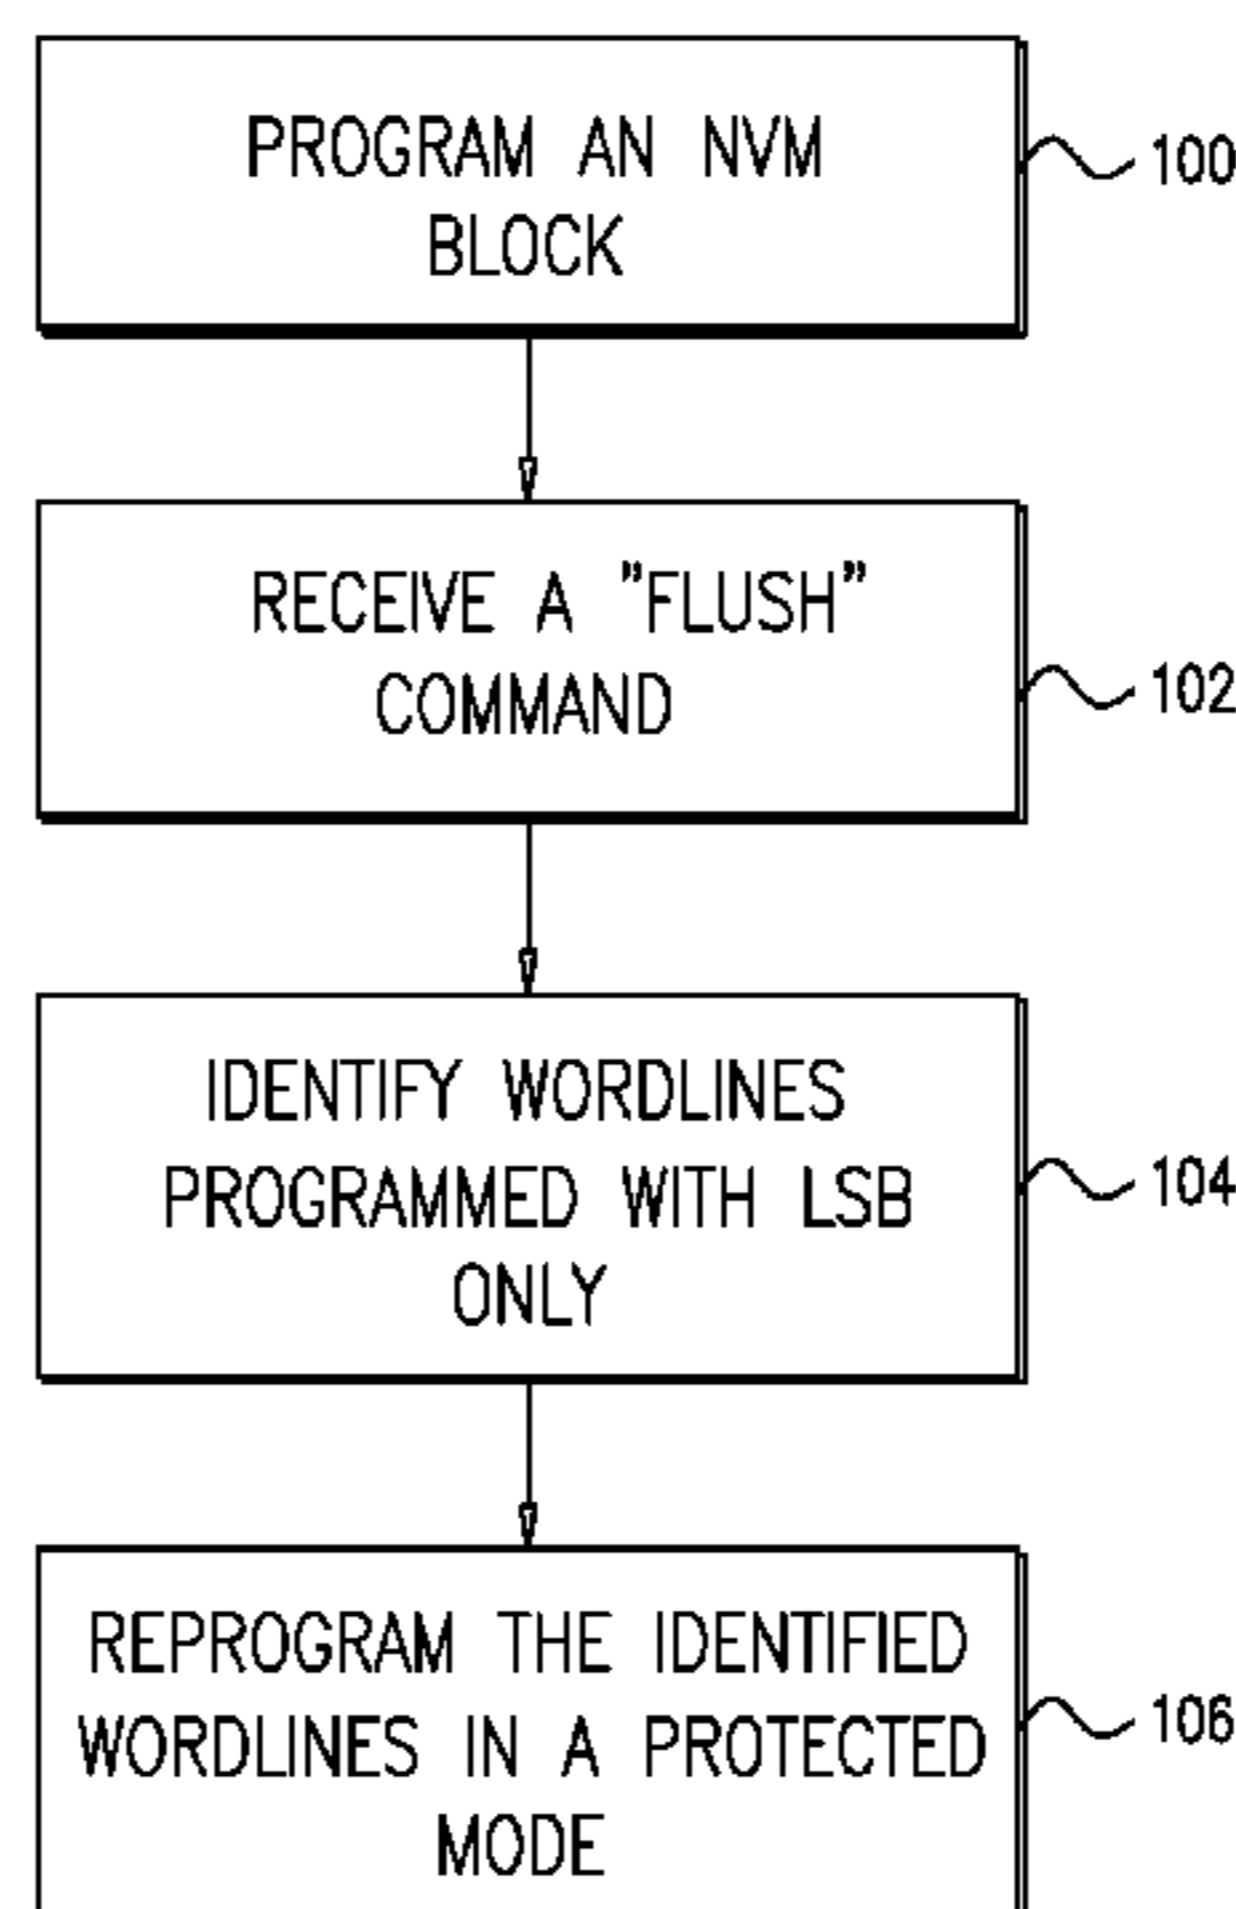 PROGRAM AN NVM
BLOCK
100
RECEIVE A "FLUSH"
COMMAND
102
IDENTIFY WORDLINES
PROGRAMMED WITH LSB
ONLY
104
REPROGRAM THE IDENTIFIED
WORDLINES IN A PROTECTED
MODE
106